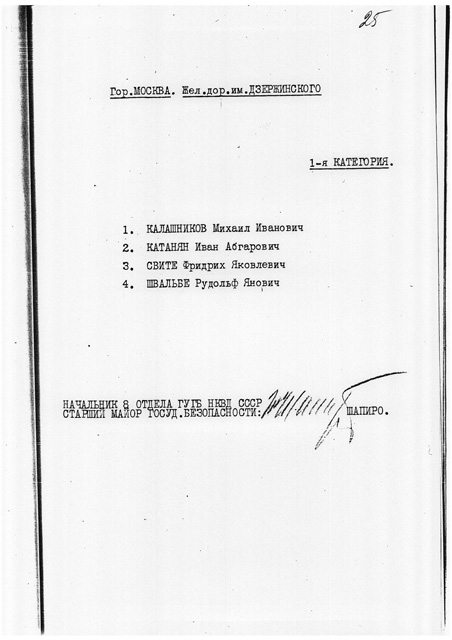 25
Гор.МОСКВА. Жел.дор.им.ДЗЕРЖИНСКОГО
1-я КАТЕГОРИЯ.
1. КАЛАШНИКОВ Михаил Иванович
2. КАТАНЯН Иван Абгарович
3. СВИТЕ Фридрих Яковлевич
4. ШВАЛЬБЕ Рудольф Янович
НАЧАЛЬНИК 8 ОТДЕЛА ГУГБ НКВД СССР
СТАРШИЙ МАЙОР ГОСУД.БЕЗОПАСНОСТИ: ШАПИРО.